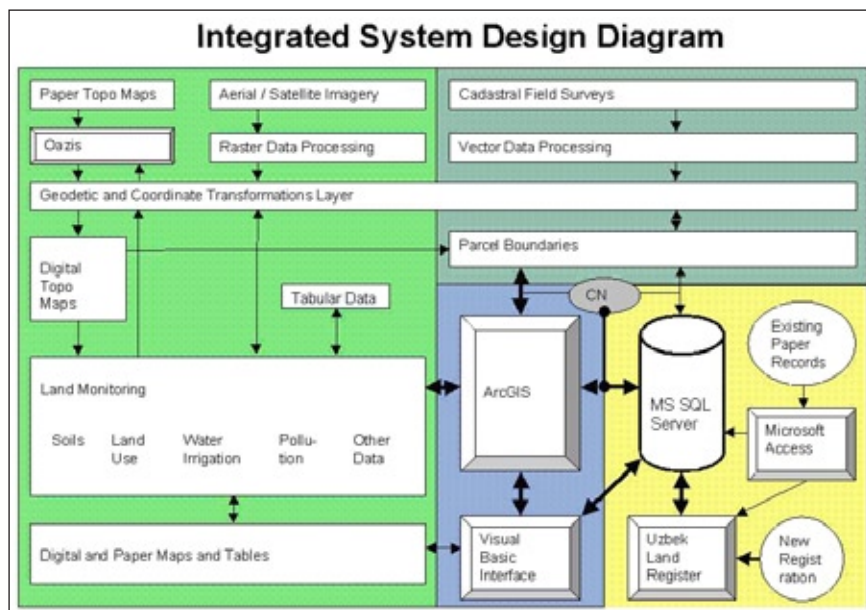 Integrated System Design Diagram
Paper Topo Maps
Aerial / Satellite Imagery
Cadastral Field Surveys
Oazis
Raster Data Processing
Vector Data Processing
Geodetic and Coordinate Transformations Layer
Parcel Boundaries
Digital
Topo
Maps
Tabular Data
CN
Existing
Paper
Records
Land Monitoring
Soils
Land
Use
Water
Irrigation
Pollu-
tion
Other
Data
ArcGIS
MS SQL
Server
Microsoft
Access
Digital and Paper Maps and Tables
Visual
Basic
Interface
Uzbek
Land
Register
New
Regist
ration